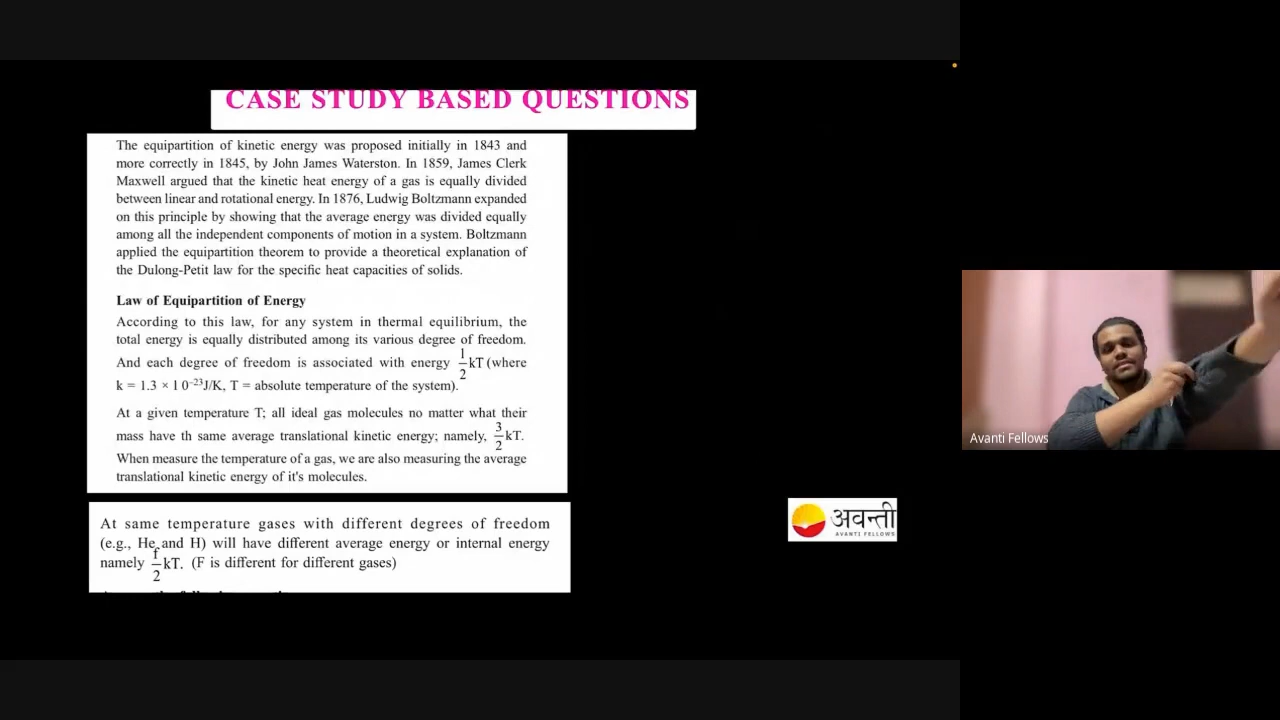 CASE STUDY BASED QUESTIONS
The equipartition of kinetic energy was proposed initially in 1843 and
more correctly in 1845, by John James Waterston. In 1859, James Clerk
Maxwell argued that the kinetic heat energy of a gas is equally divided
between linear and rotational energy. In 1876, Ludwig Boltzmann expanded
on this principle by showing that the average energy was divided equally
among all the independent components of motion in a system. Boltzmann
applied the equipartition theorem to provide a theoretical explanation of
the Dulong-Petit law for the specific heat capacities of solids.
Law of Equipartition of Energy
According to this law, for any system in thermal equilibrium, the
total energy is equally distributed among its various degree of freedom.
And each degree of freedom is associated with energy 1/2 kT (where
k = 1.3 × 10⁻²³J/K, T = absolute temperature of the system).
At a given temperature T; all ideal gas molecules no matter what their
mass have th same average translational kinetic energy; namely, 3/2 kT.
When measure the temperature of a gas, we are also measuring the average
translational kinetic energy of it's molecules.
At same temperature gases with different degrees of freedom
(e.g., He and H) will have different average energy or internal energy
namely f/2 kT. (F is different for different gases)
Avanti Fellows
अवन्ती
AVANTI FELLOWS